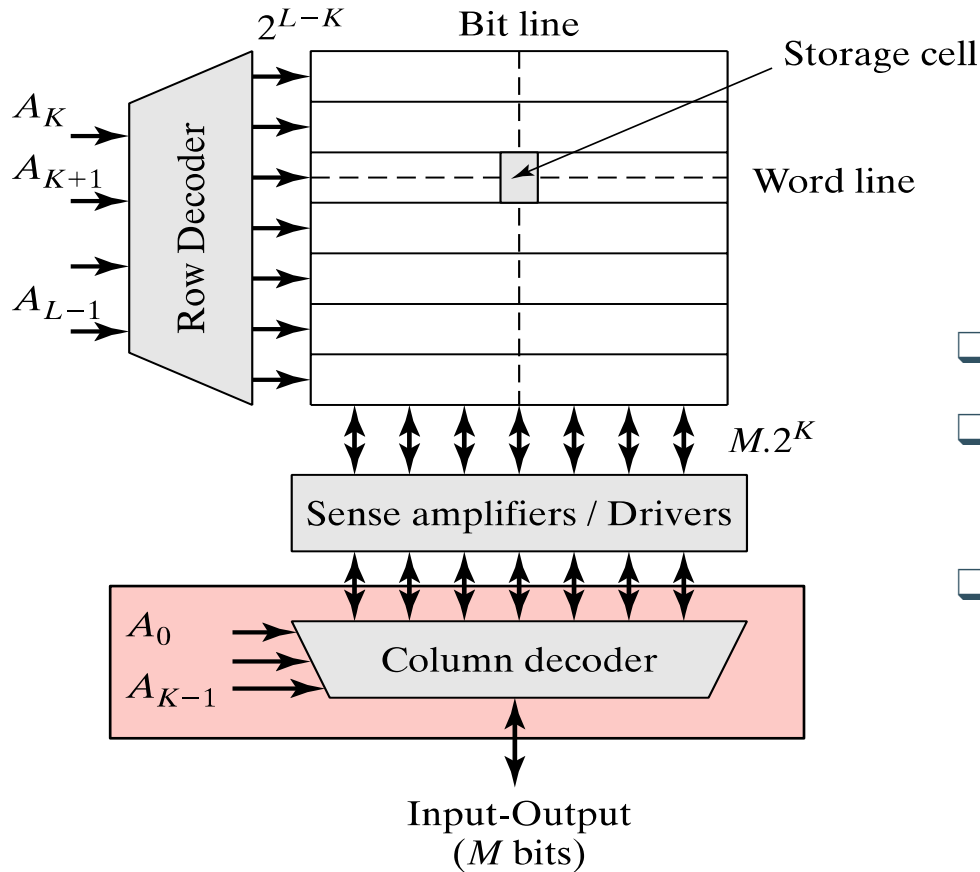 2^{L-K}
Bit line
Storage cell
A_K
A_{K+1}
A_{L-1}
Row Decoder
Word line
M.2^K
Sense amplifiers / Drivers
A_0
A_{K-1}
Column decoder
Input-Output
(M bits)